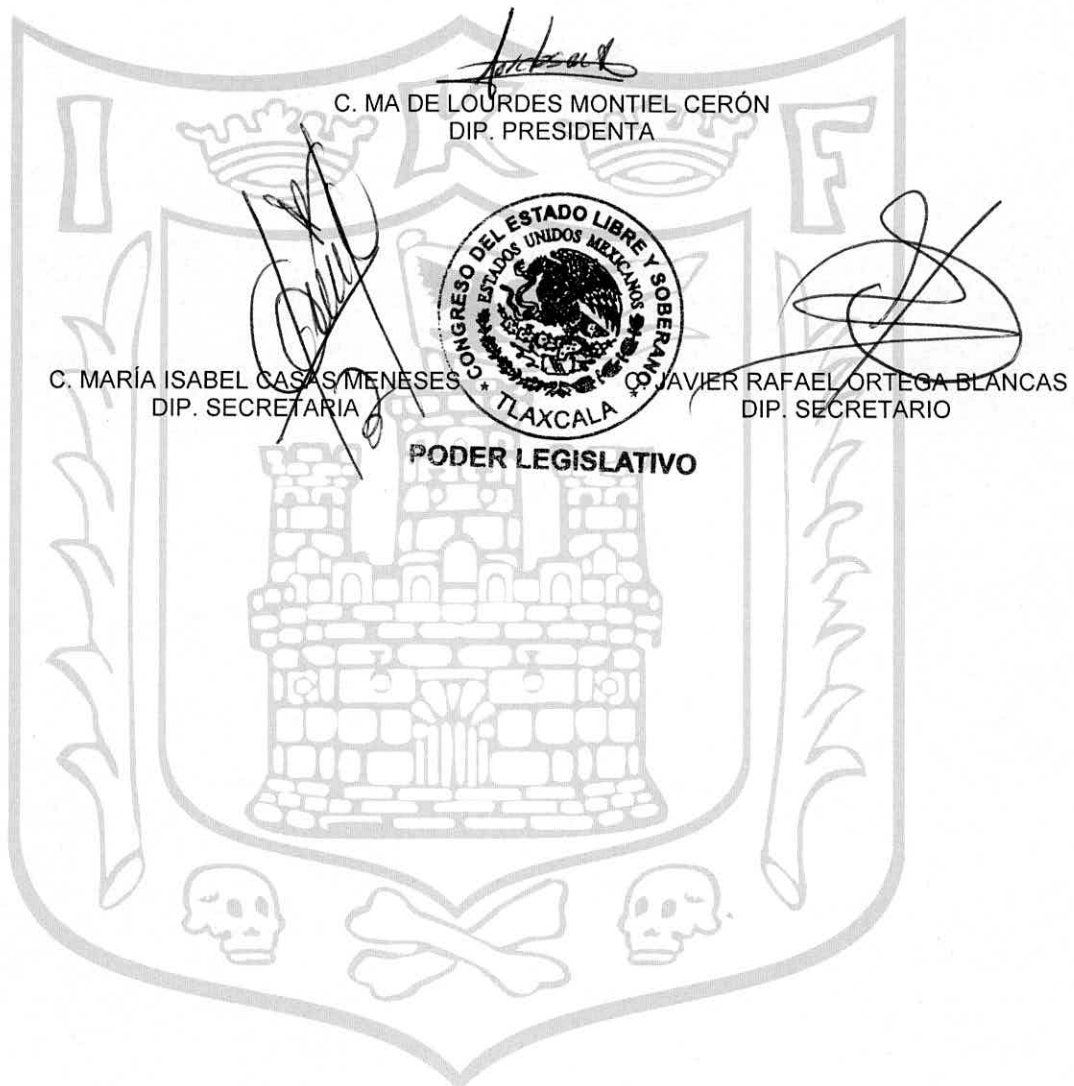 I K F
C. MA DE LOURDES MONTIEL CERÓN
DIP. PRESIDENTA
CONGRESO DEL ESTADO LIBRE Y SOBERANO
ESTADOS UNIDOS MEXICANOS
* TLAXCALA *
C. MARÍA ISABEL CASAS MENESES
DIP. SECRETARIA
C. JAVIER RAFAEL ORTEGA BLANCAS
DIP. SECRETARIO
PODER LEGISLATIVO